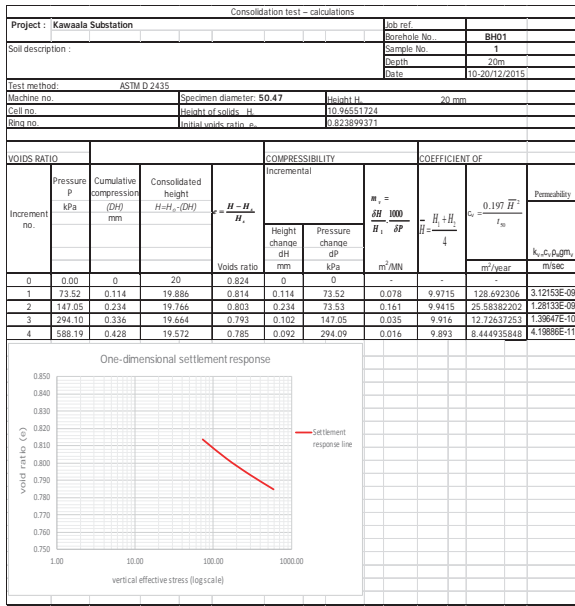 Consolidation test – calculations
Project : Kawaala Substation
Job ref.
Borehole No.. BH01
Soil description :
Sample No. 1
Depth 20m
Date 10-20/12/2015
Test method: ASTM D 2435
Machine no. Specimen diameter: 50.47 Height Hₒ 20 mm
Cell no. Height of solids Hₛ 10.96551724
Ring no. Initial voids ratio eₒ 0.823899371
VOIDS RATIO COMPRESSIBILITY COEFFICIENT OF
Increment no. Pressure P kPa Cumulative compression (DH) mm Consolidated height H=Hₒ-(DH) e = (H − Hₛ)/Hₛ Voids ratio
Incremental
Height change dH mm Pressure change dP kPa
mᵥ = δH/H₁ 1000/δP m²/MN
H̅ = (H₁ + H₂)/4
cᵥ = 0.197 H̅²/t₅₀ m²/year
Permeability kᵥ=cᵥpwgmᵥ m/sec
0 0.00 0 20 0.824 0 0 - - - -
1 73.52 0.114 19.886 0.814 0.114 73.52 0.078 9.9715 128.692306 3.12153E-09
2 147.05 0.234 19.766 0.803 0.234 73.53 0.161 9.9415 25.58382202 1.28133E-09
3 294.10 0.336 19.664 0.793 0.102 147.05 0.035 9.916 12.72637253 1.39647E-10
4 588.19 0.428 19.572 0.785 0.092 294.09 0.016 9.893 8.444935848 4.19886E-11
One-dimensional settlement response
void ratio (e)
0.850
0.840
0.830
0.820
0.810
0.800
0.790
0.780
0.770
0.760
0.750
Settlement
response line
1.00 10.00 100.00 1000.00
vertical effective stress (log scale)